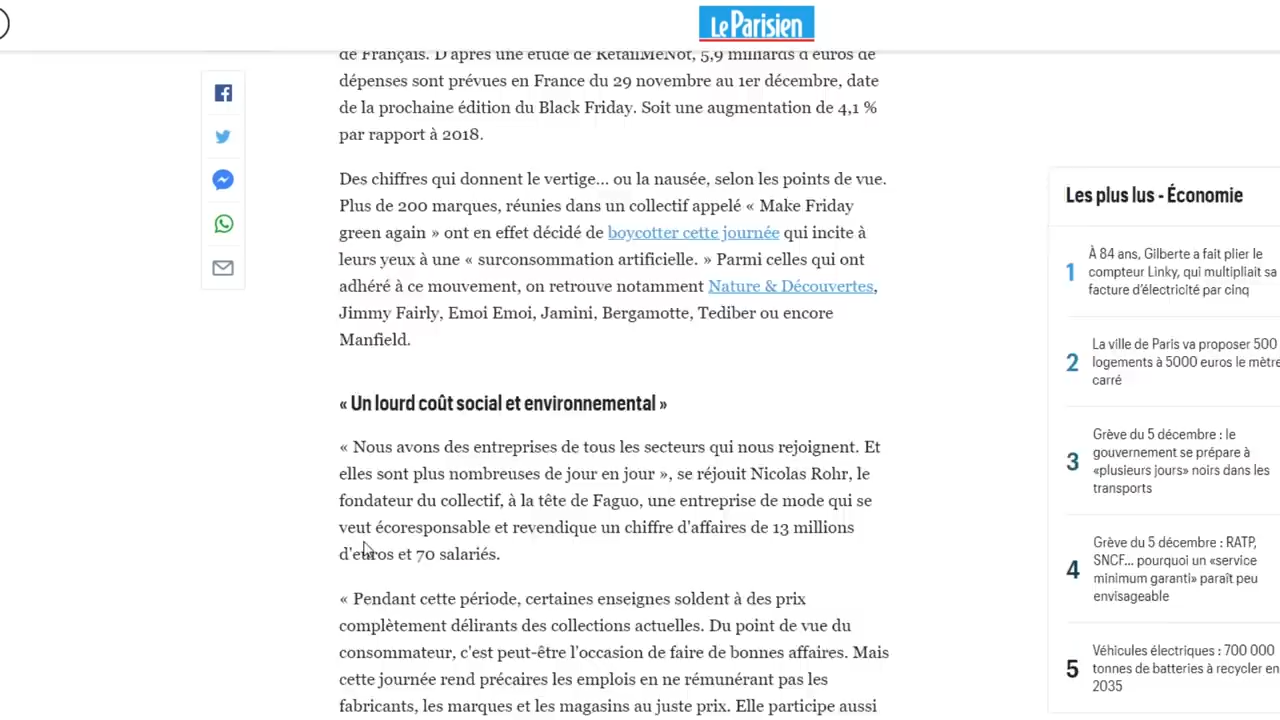 Le Parisien
de Français. D'après une étude de RetailMeNot, 5,9 milliards d'euros de
dépenses sont prévues en France du 29 novembre au 1er décembre, date
de la prochaine édition du Black Friday. Soit une augmentation de 4,1 %
par rapport à 2018.
Des chiffres qui donnent le vertige... ou la nausée, selon les points de vue.
Plus de 200 marques, réunies dans un collectif appelé « Make Friday
green again » ont en effet décidé de boycotter cette journée qui incite à
leurs yeux à une « surconsommation artificielle. » Parmi celles qui ont
adhéré à ce mouvement, on retrouve notamment Nature & Découvertes,
Jimmy Fairly, Emoi Emoi, Jamini, Bergamotte, Tediber ou encore
Manfield.
« Un lourd coût social et environnemental »
« Nous avons des entreprises de tous les secteurs qui nous rejoignent. Et
elles sont plus nombreuses de jour en jour », se réjouit Nicolas Rohr, le
fondateur du collectif, à la tête de Faguo, une entreprise de mode qui se
veut écoresponsable et revendique un chiffre d'affaires de 13 millions
d'euros et 70 salariés.
« Pendant cette période, certaines enseignes soldent à des prix
complètement délirants des collections actuelles. Du point de vue du
consommateur, c'est peut-être l'occasion de faire de bonnes affaires. Mais
cette journée rend précaires les emplois en ne rémunérant pas les
fabricants, les marques et les magasins au juste prix. Elle participe aussi
Les plus lus - Économie
1
À 84 ans, Gilberte a fait plier le
compteur Linky, qui multipliait sa
facture d'électricité par cinq
2
La ville de Paris va proposer 500
logements à 5000 euros le mètre
carré
3
Grève du 5 décembre : le
gouvernement se prépare à
«plusieurs jours» noirs dans les
transports
4
Grève du 5 décembre : RATP,
SNCF... pourquoi un «service
minimum garanti» paraît peu
envisageable
5
Véhicules électriques : 700 000
tonnes de batteries à recycler en
2035